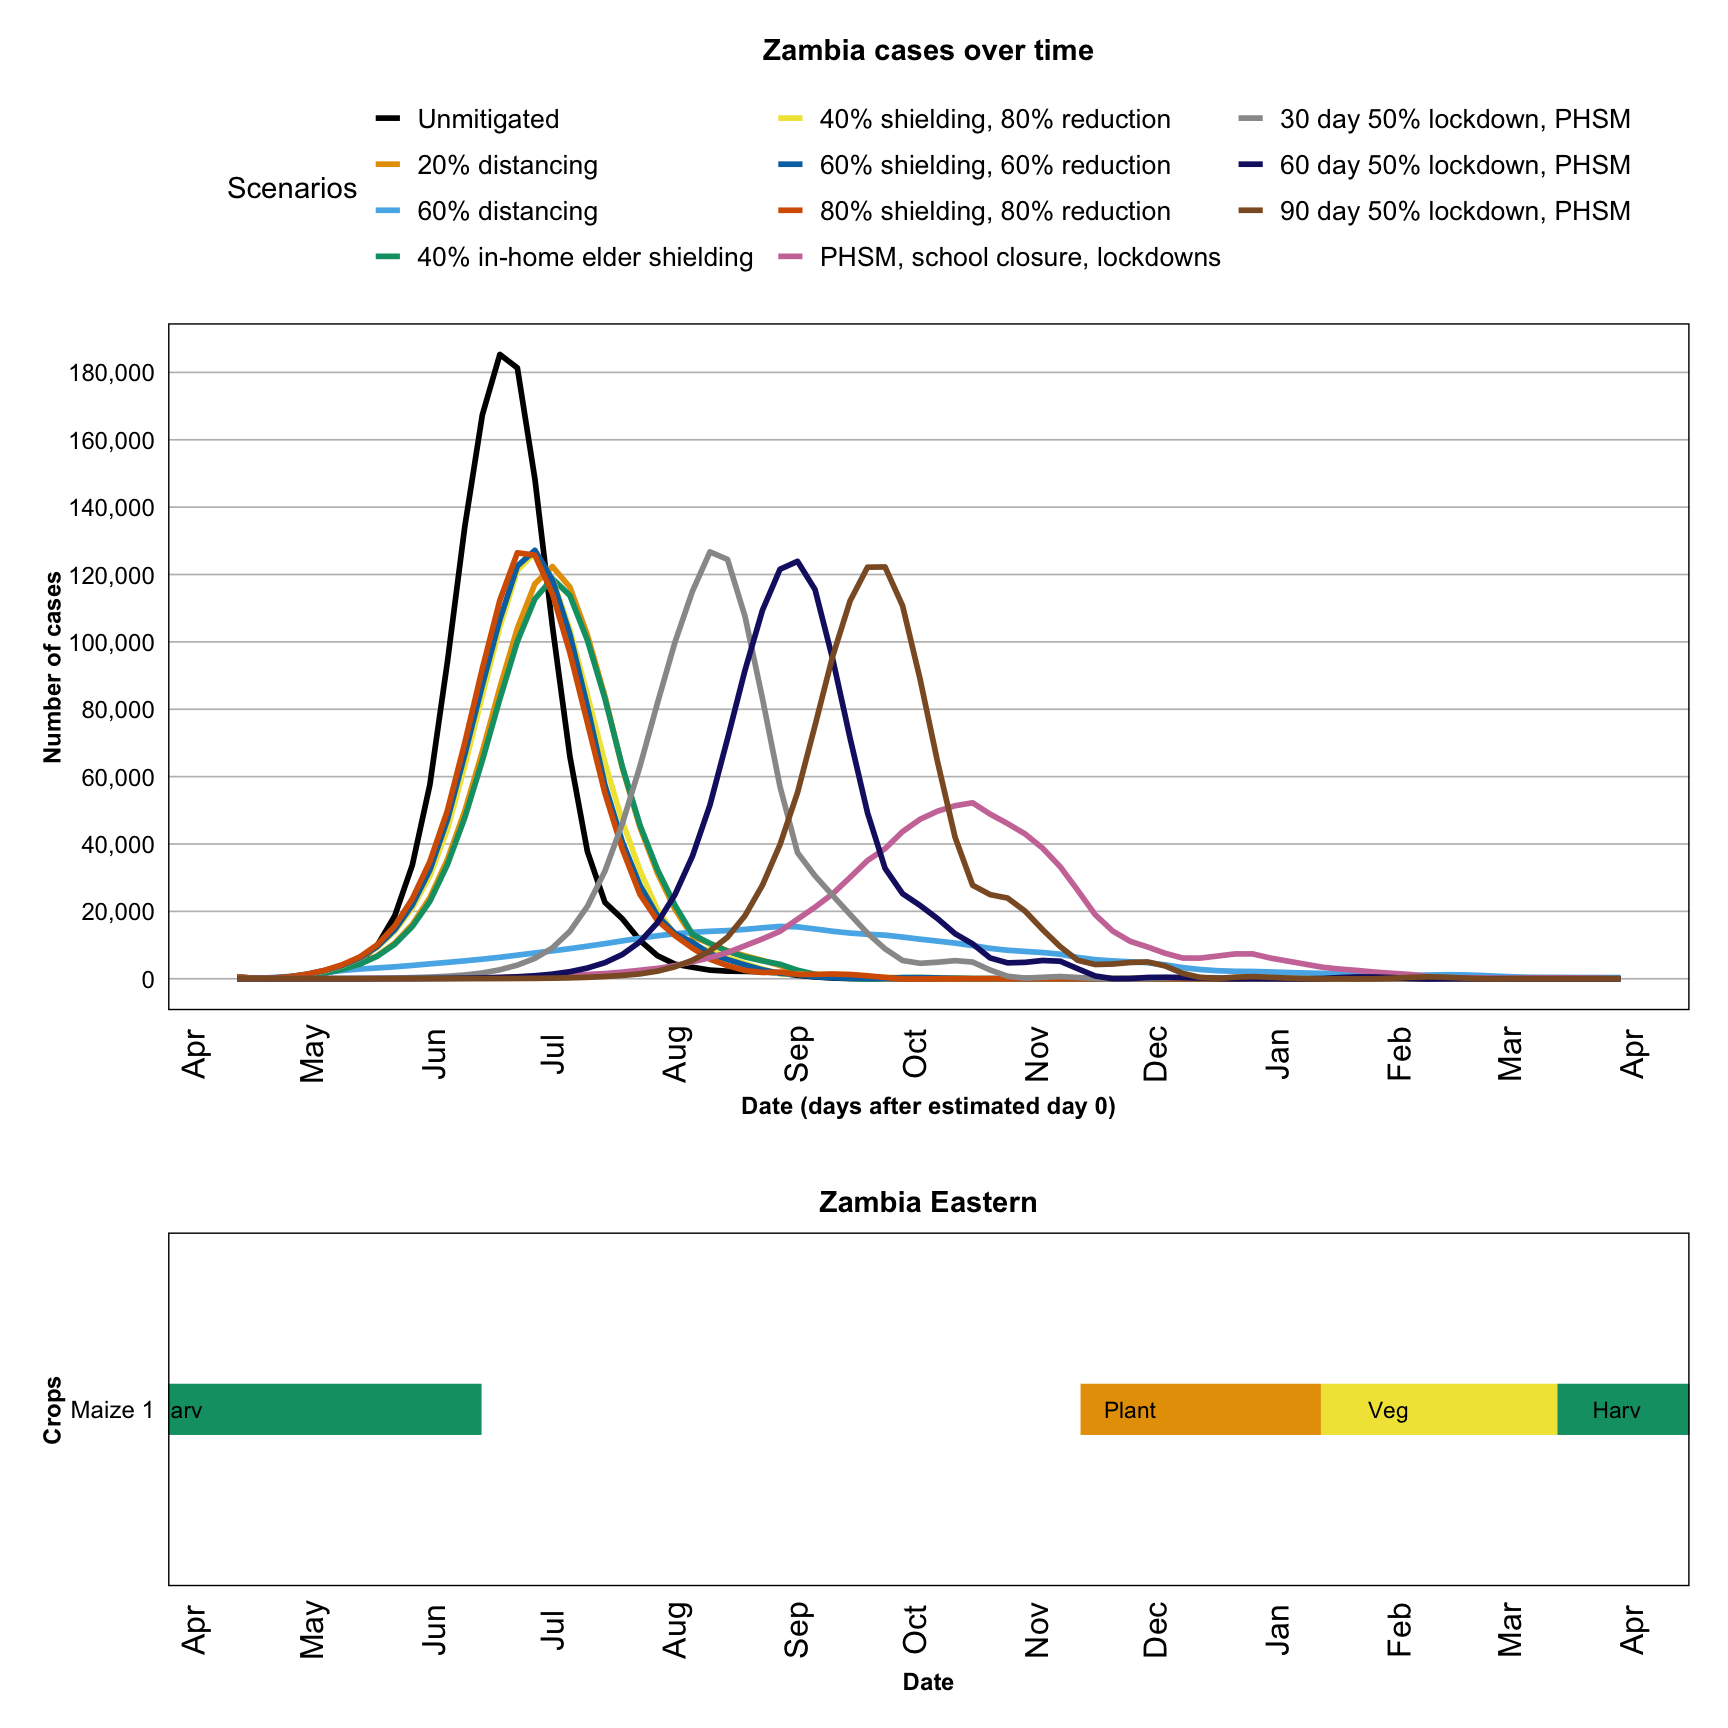 Zambia cases over time
Scenarios
Unmitigated
20% distancing
60% distancing
40% in-home elder shielding
40% shielding, 80% reduction
60% shielding, 60% reduction
80% shielding, 80% reduction
PHSM, school closure, lockdowns
30 day 50% lockdown, PHSM
60 day 50% lockdown, PHSM
90 day 50% lockdown, PHSM
Number of cases
180,000
160,000
140,000
120,000
100,000
80,000
60,000
40,000
20,000
0
Apr May Jun Jul Aug Sep Oct Nov Dec Jan Feb Mar Apr
Date (days after estimated day 0)
Zambia Eastern
Crops
Maize 1 arv Plant Veg Harv
Apr May Jun Jul Aug Sep Oct Nov Dec Jan Feb Mar Apr
Date